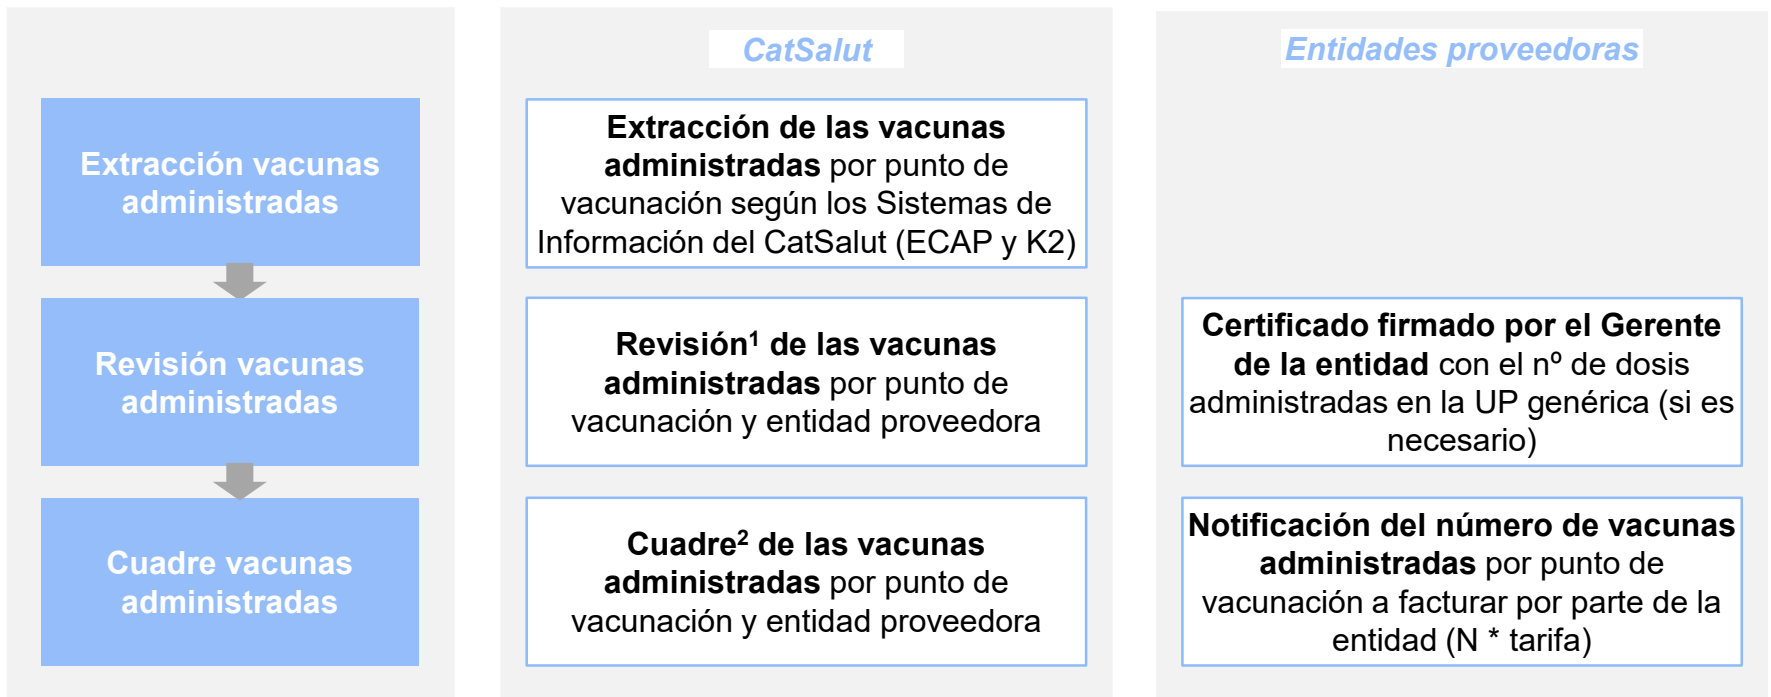 CatSalut
Entidades proveedoras
Extracción vacunas
administradas
Extracción de las vacunas
administradas por punto de
vacunación según los Sistemas de
Información del CatSalut (ECAP y K2)
Revisión vacunas
administradas
Revisión¹ de las vacunas
administradas por punto de
vacunación y entidad proveedora
Certificado firmado por el Gerente
de la entidad con el nº de dosis
administradas en la UP genérica (si es
necesario)
Cuadre vacunas
administradas
Cuadre² de las vacunas
administradas por punto de
vacunación y entidad proveedora
Notificación del número de vacunas
administradas por punto de
vacunación a facturar por parte de la
entidad (N * tarifa)